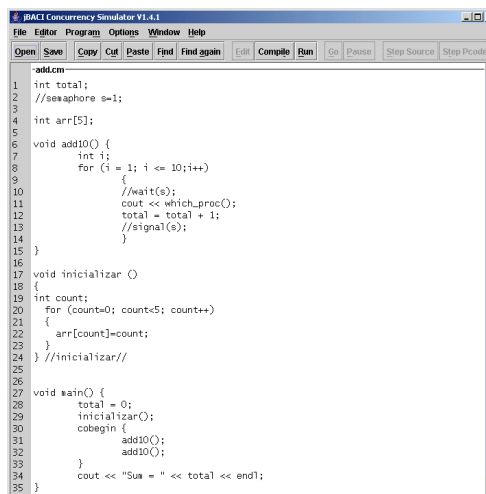 jBACI Concurrency Simulator V1.4.1
File Editor Program Options Window Help
Open Save Copy Cut Paste Find Find again Edit Compile Run Go Pause Step Source Step Pcode
add.cm
1 int total;
2 //semaphore s=1;
3
4 int arr[5];
5
6 void add10() {
7 int i;
8 for (i = 1; i <= 10;i++)
9 {
10 //wait(s);
11 cout << which_proc();
12 total = total + 1;
13 //signal(s);
14 }
15 }
16
17 void inicializar ()
18 {
19 int count;
20 for (count=0; count<5; count++)
21 {
22 arr[count]=count;
23 }
24 } //inicializar//
25
26
27 void main() {
28 total = 0;
29 inicializar();
30 cobegin {
31 add10();
32 add10();
33 }
34 cout << "Sum = " << total << endl;
35 }